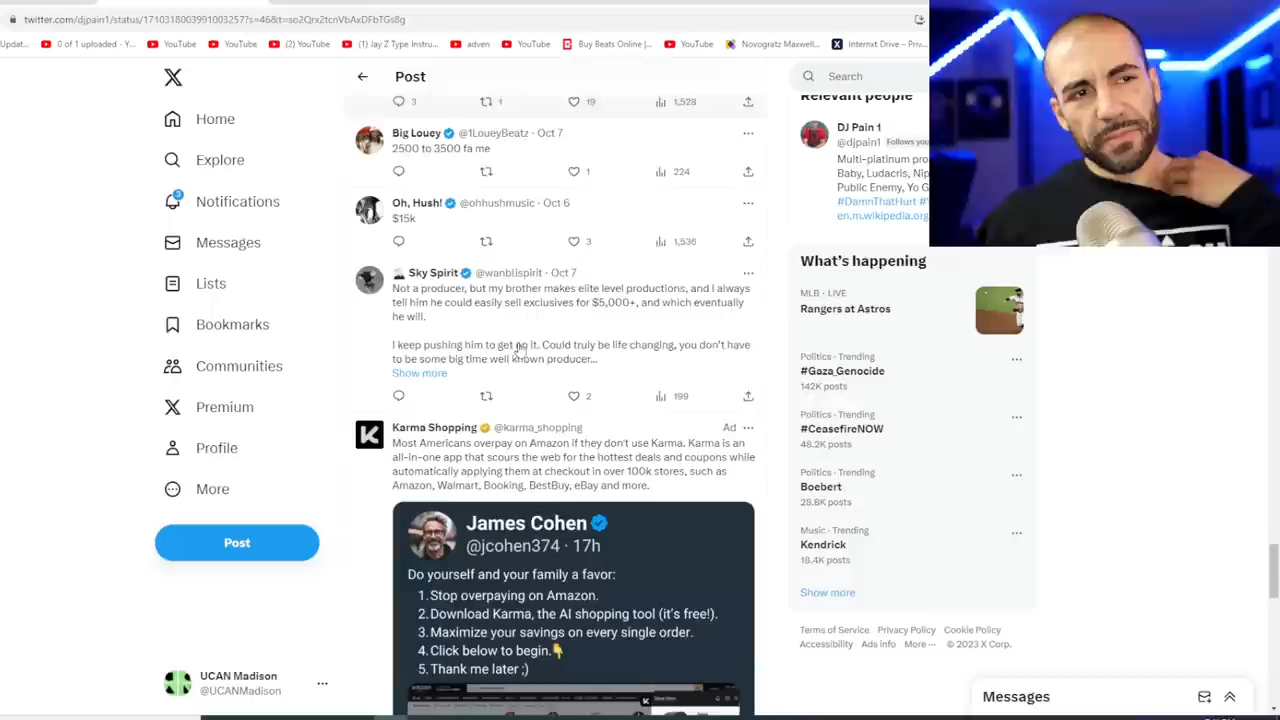 twitter.com/djpain1/status/1710318003991003257?s=46&t=so2Qrx2tcnVbAxDFbTGs8g
Updat...
0 of 1 uploaded - Y...
YouTube
YouTube
(2) YouTube
(1) Jay Z Type Instru...
adven
YouTube
Buy Beats Online |...
YouTube
Novogratz Maxwell...
Internxt Drive – Priv...
Home
Explore
3
Notifications
Messages
Lists
Bookmarks
Communities
Premium
Profile
More
Post
UCAN Madison
@UCANMadison
Post
3 1 19 1,528
Big Louey @1LoueyBeatz · Oct 7
2500 to 3500 fa me
1 224
Oh, Hush! @ohhushmusic · Oct 6
$15k
3 1,536
Sky Spirit @wanblispirit · Oct 7
Not a producer, but my brother makes elite level productions, and I always
tell him he could easily sell exclusives for $5,000+, and which eventually
he will.
I keep pushing him to get to it. Could truly be life changing, you don't have
to be some big time well known producer...
Show more
2 199
Karma Shopping @karma_shopping Ad
Most Americans overpay on Amazon if they don't use Karma. Karma is an
all-in-one app that scours the web for the hottest deals and coupons while
automatically applying them at checkout in over 100k stores, such as
Amazon, Walmart, Booking, BestBuy, eBay and more.
James Cohen
@jcohen374 · 17h
Do yourself and your family a favor:
1. Stop overpaying on Amazon.
2. Download Karma, the AI shopping tool (it's free!).
3. Maximize your savings on every single order.
4. Click below to begin.👇
5. Thank me later ;)
Search
Relevant people
DJ Pain 1
@djpain1 Follows you
Multi-platinum pro
Baby, Ludacris, Nip
Public Enemy, Yo G
#DamnThatHurt #
en.m.wikipedia.org
What's happening
MLB · LIVE
Rangers at Astros
Politics · Trending
#Gaza_Genocide
142K posts
Politics · Trending
#CeasefireNOW
48.2K posts
Politics · Trending
Boebert
28.8K posts
Music · Trending
Kendrick
18.4K posts
Show more
Terms of Service Privacy Policy Cookie Policy
Accessibility Ads info More ··· © 2023 X Corp.
Messages